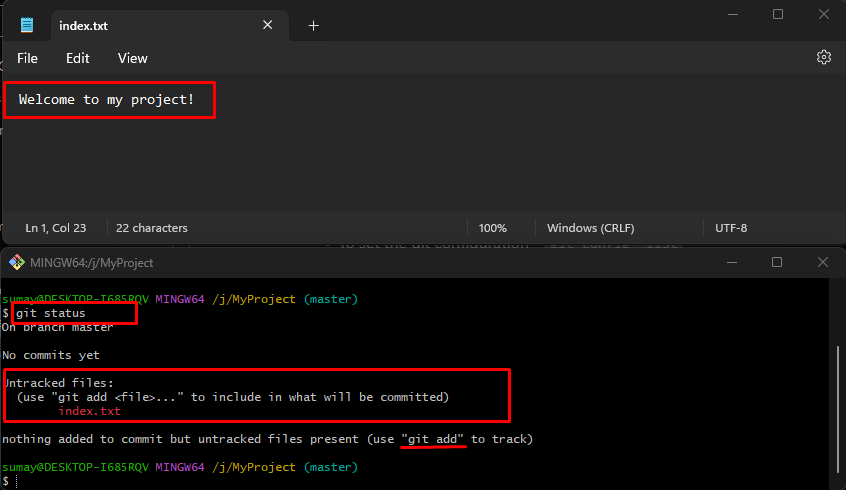 index.txt
File Edit View
Welcome to my project!
Ln 1, Col 23 22 characters 100% Windows (CRLF) UTF-8
MINGW64:/j/MyProject
sumay@DESKTOP-I685RQV MINGW64 /j/MyProject (master)
$ git status
On branch master
No commits yet
Untracked files:
(use "git add <file>..." to include in what will be committed)
index.txt
nothing added to commit but untracked files present (use "git add" to track)
sumay@DESKTOP-I685RQV MINGW64 /j/MyProject (master)
$